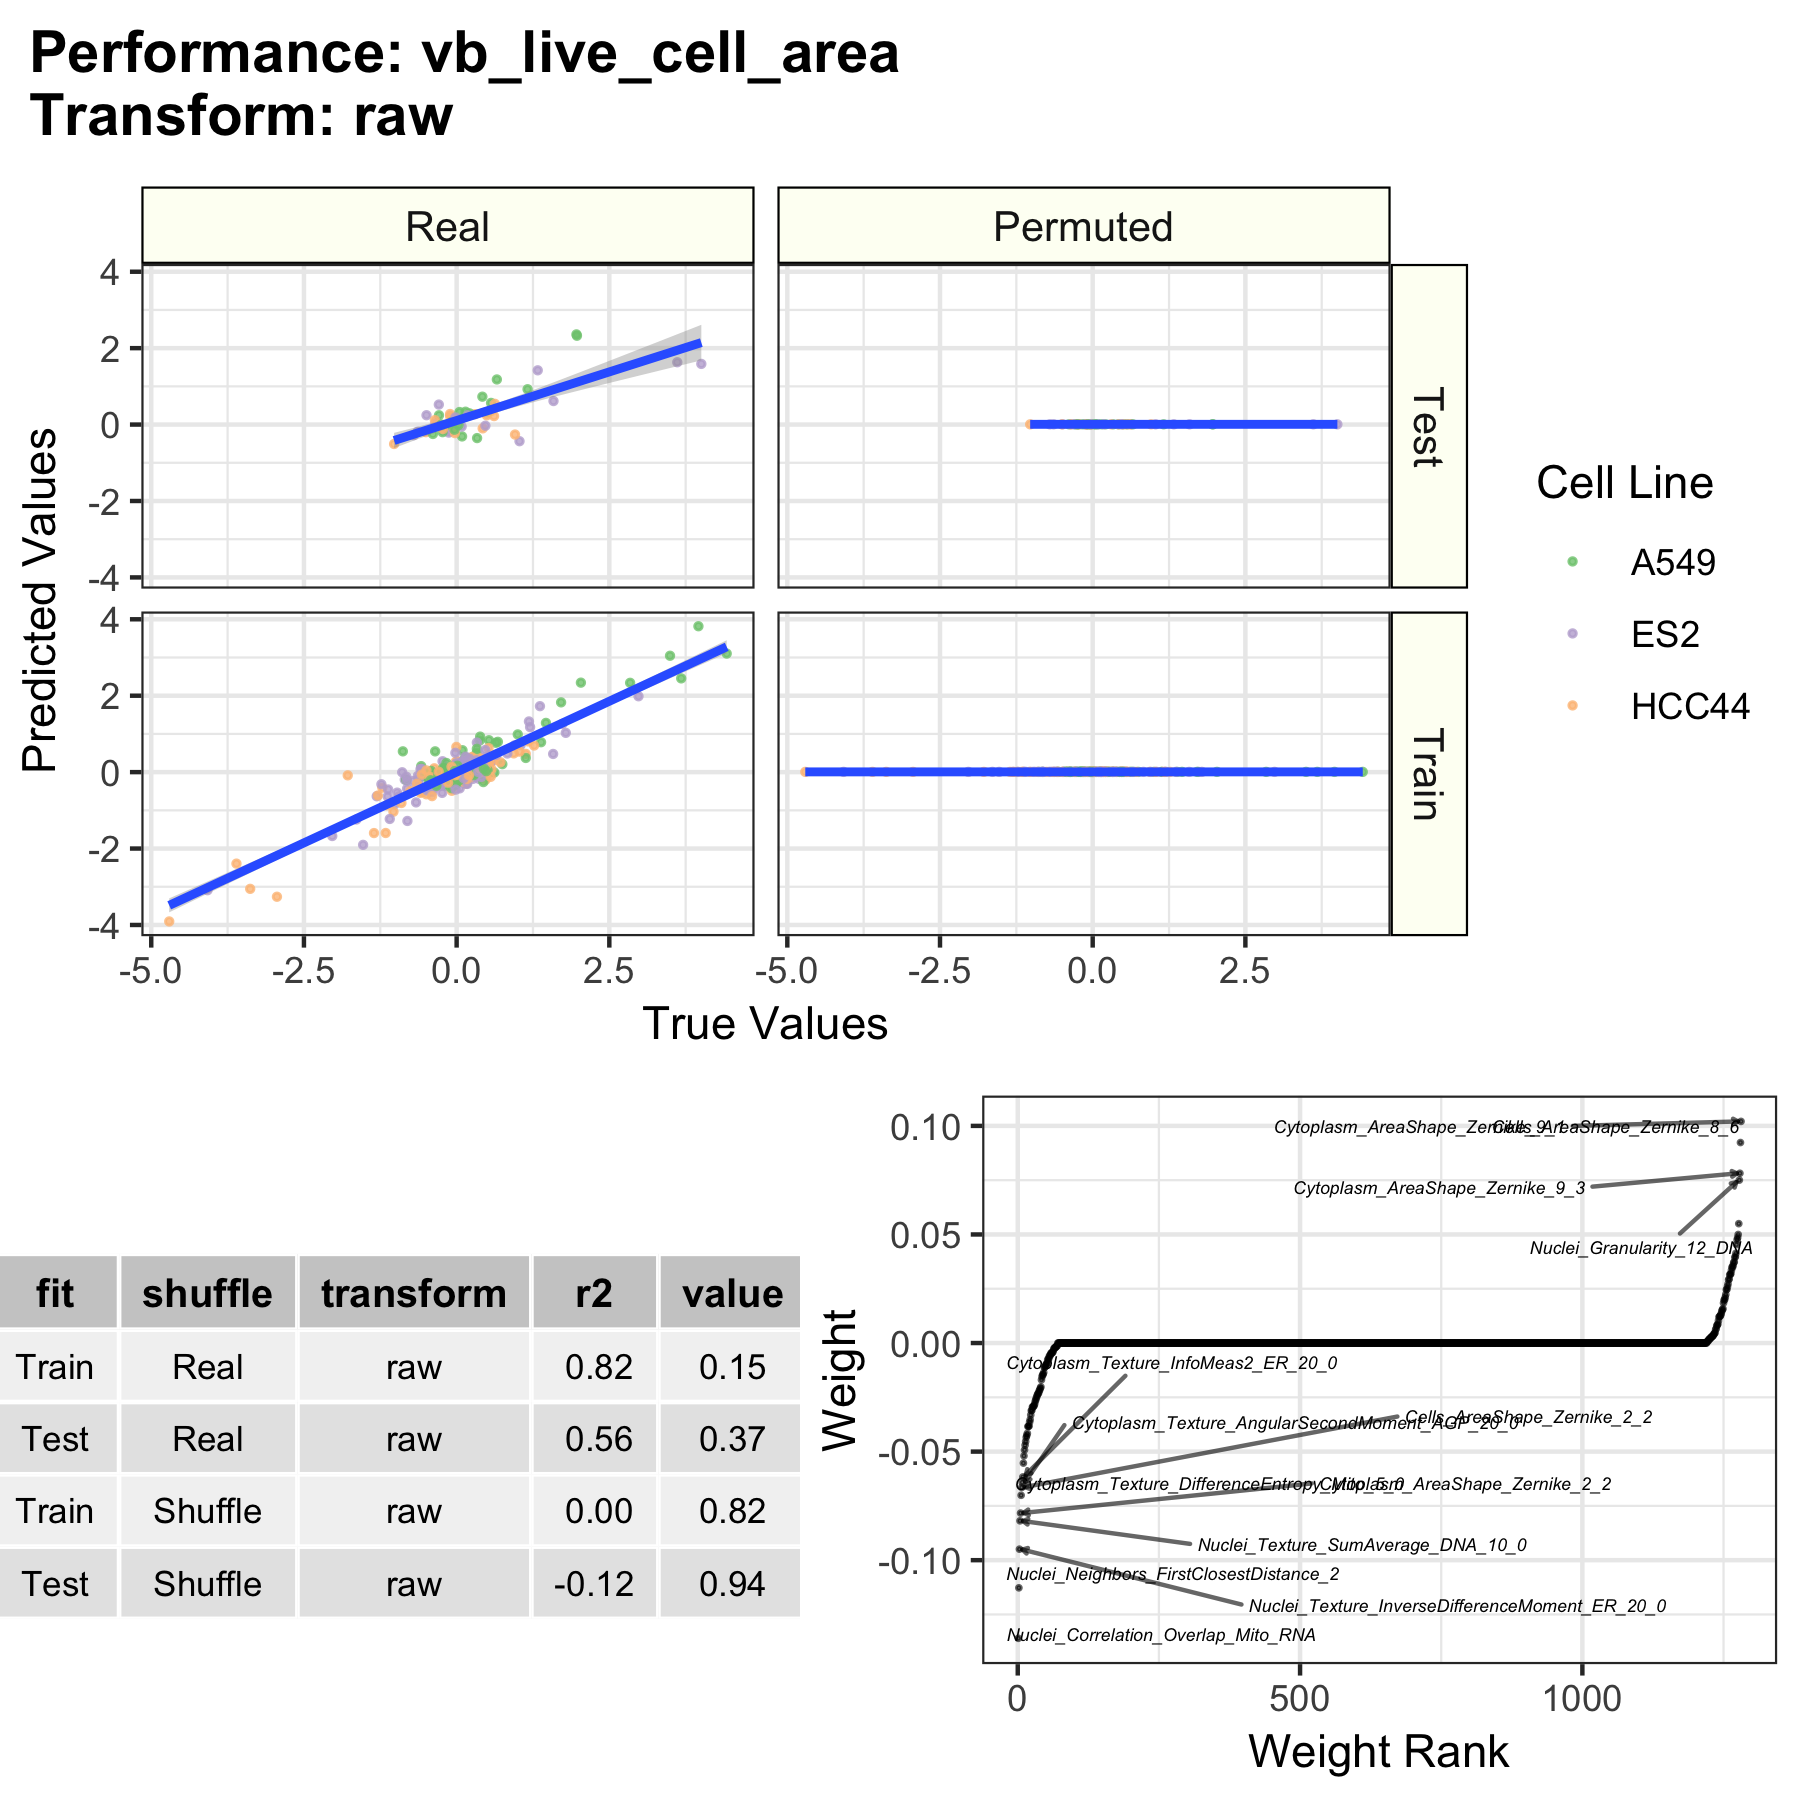 Performance: vb_live_cell_area
Transform: raw
Real
Permuted
4
2
0
-2
-4
Test
4
2
0
-2
-4
Train
Predicted Values
-5.0
-2.5
0.0
2.5
-5.0
-2.5
0.0
2.5
True Values
Cell Line
A549
ES2
HCC44
fit shuffle transform r2 value
Train Real raw 0.82 0.15
Test Real raw 0.56 0.37
Train Shuffle raw 0.00 0.82
Test Shuffle raw -0.12 0.94
Weight
0.10
0.05
0.00
-0.05
-0.10
Cytoplasm_AreaShape_Zernike_9_1
Cells_AreaShape_Zernike_8_6
Cytoplasm_AreaShape_Zernike_9_3
Nuclei_Granularity_12_DNA
Cytoplasm_Texture_InfoMeas2_ER_20_0
Cytoplasm_Texture_AngularSecondMoment_AGP_20_0
Cells_AreaShape_Zernike_2_2
Cytoplasm_Texture_DifferenceEntropy_Mito_5_0
Cytoplasm_AreaShape_Zernike_2_2
Nuclei_Texture_SumAverage_DNA_10_0
Nuclei_Neighbors_FirstClosestDistance_2
Nuclei_Texture_InverseDifferenceMoment_ER_20_0
Nuclei_Correlation_Overlap_Mito_RNA
0
500
1000
Weight Rank